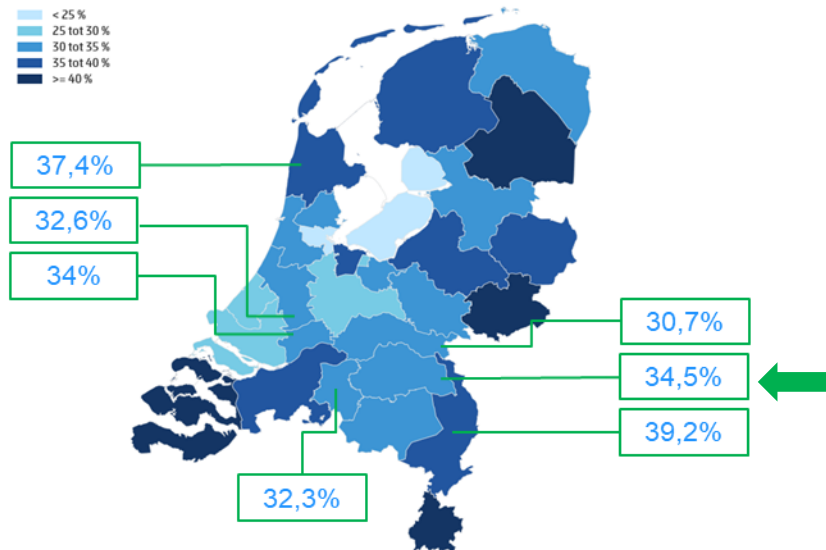 < 25 %
25 tot 30 %
30 tot 35 %
35 tot 40 %
>= 40 %
37,4%
32,6%
34%
30,7%
34,5%
39,2%
32,3%